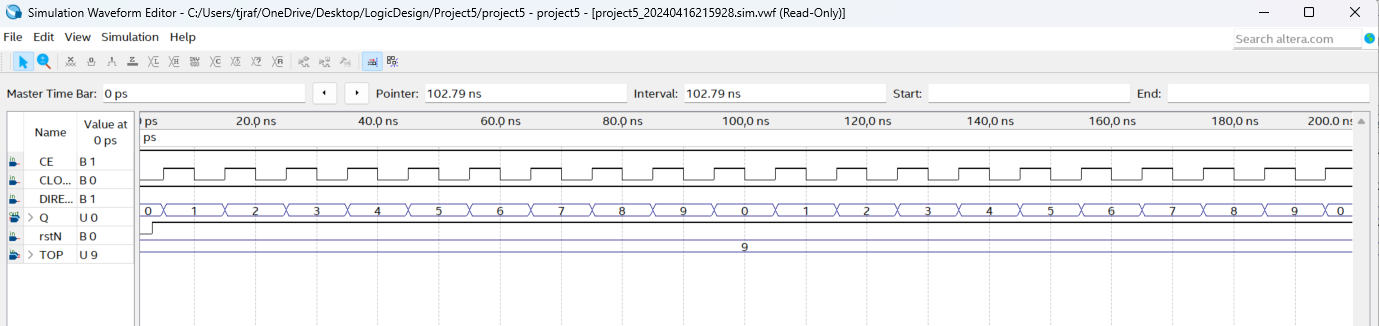 Simulation Waveform Editor - C:/Users/tjraf/OneDrive/Desktop/LogicDesign/Project5/project5 - project5 - [project5_20240416215928.sim.vwf (Read-Only)]
File Edit View Simulation Help
Search altera.com
Master Time Bar: 0 ps Pointer: 102.79 ns Interval: 102.79 ns Start: End:
Name Value at 0 ps
ps 20.0 ns 40.0 ns 60.0 ns 80.0 ns 100.0 ns 120.0 ns 140.0 ns 160.0 ns 180.0 ns 200.0 ns
ps
CE B 1
CLO... B 0
DIRE... B 1
> Q U 0 0 1 2 3 4 5 6 7 8 9 0 1 2 3 4 5 6 7 8 9 0
rstN B 0
> TOP U 9 9